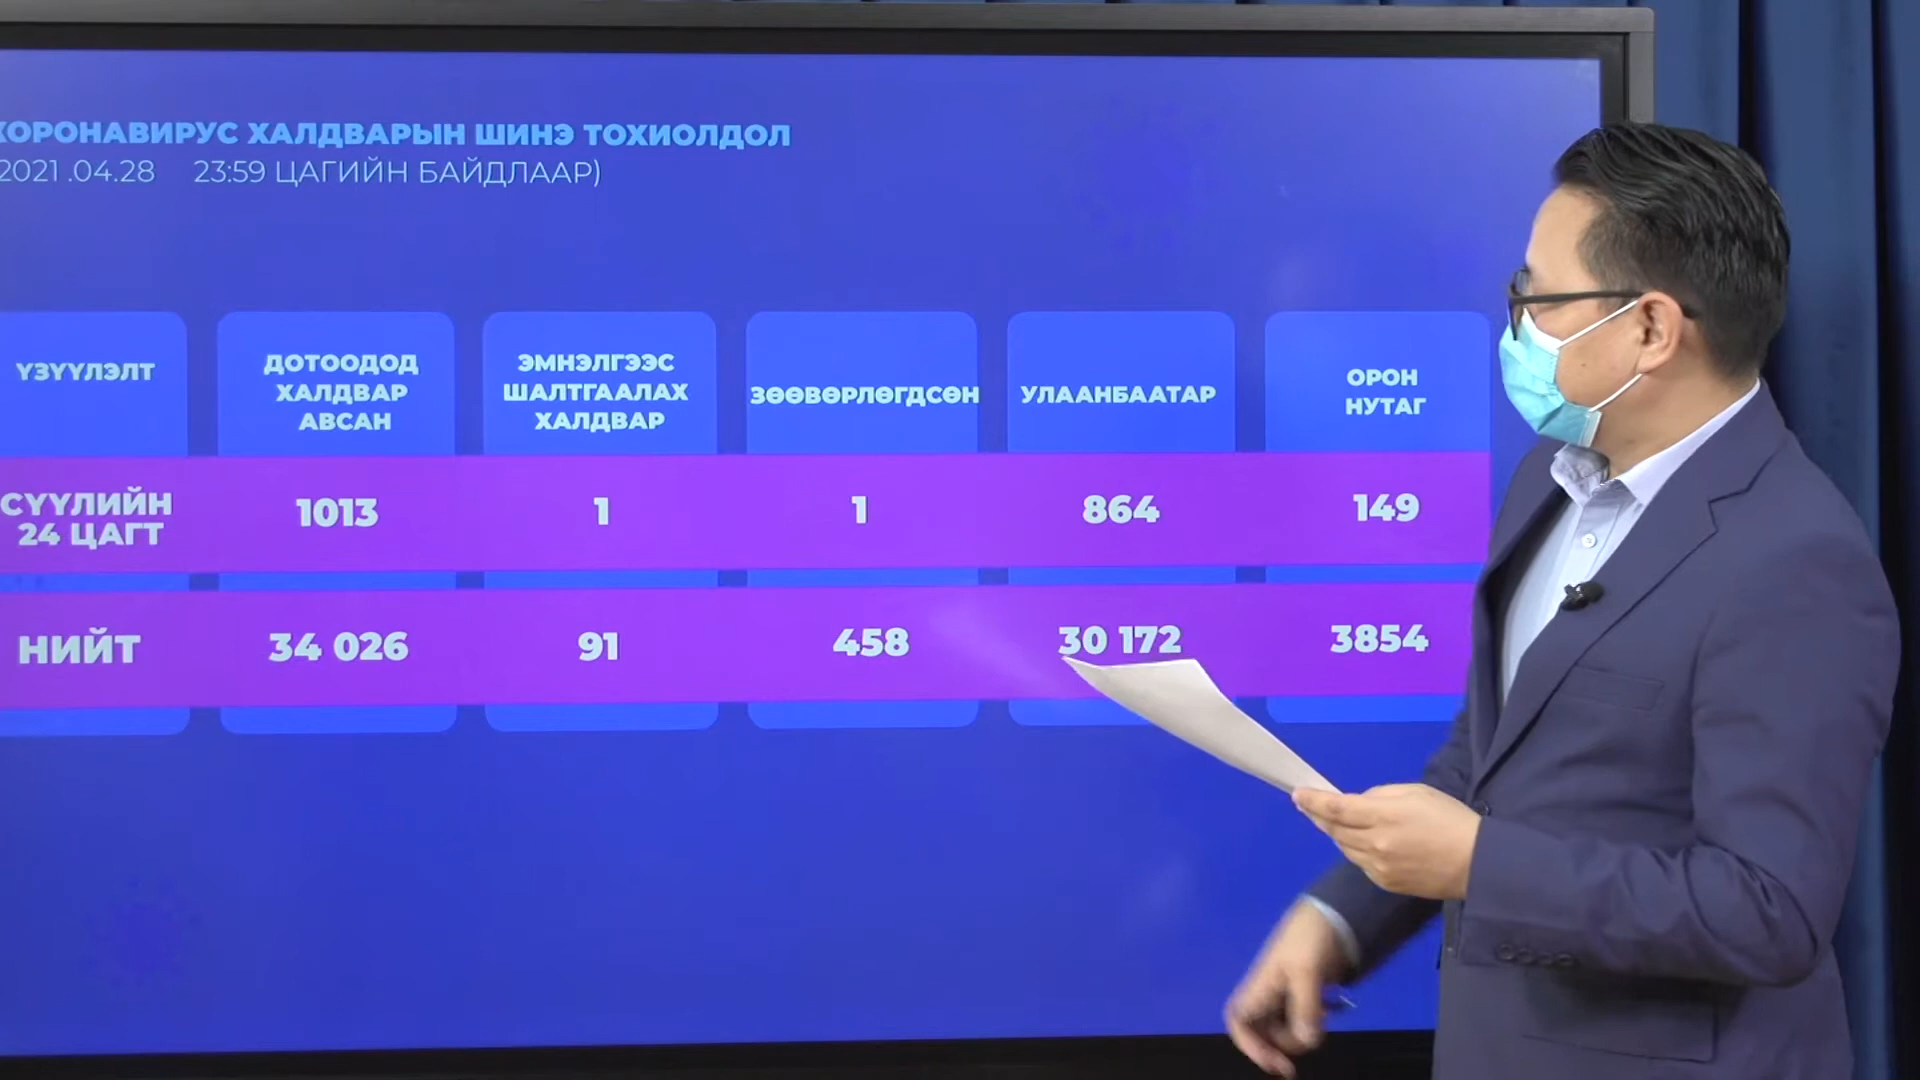 КОРОНАВИРУС ХАЛДВАРЫН ШИНЭ ТОХИОЛДОЛ
2021 .04.28 23:59 ЦАГИЙН БАЙДЛААР)
ҮЗҮҮЛЭЛТ
ДОТООДОД
ХАЛДВАР
АВСАН
ЭМНЭЛГЭЭС
ШАЛТГААЛАХ
ХАЛДВАР
ЗӨӨВӨРЛӨГДСӨН
УЛААНБААТАР
ОРОН
НУТАГ
СҮҮЛИЙН
24 ЦАГТ
1013
1
1
864
149
НИЙТ
34 026
91
458
30 172
3854